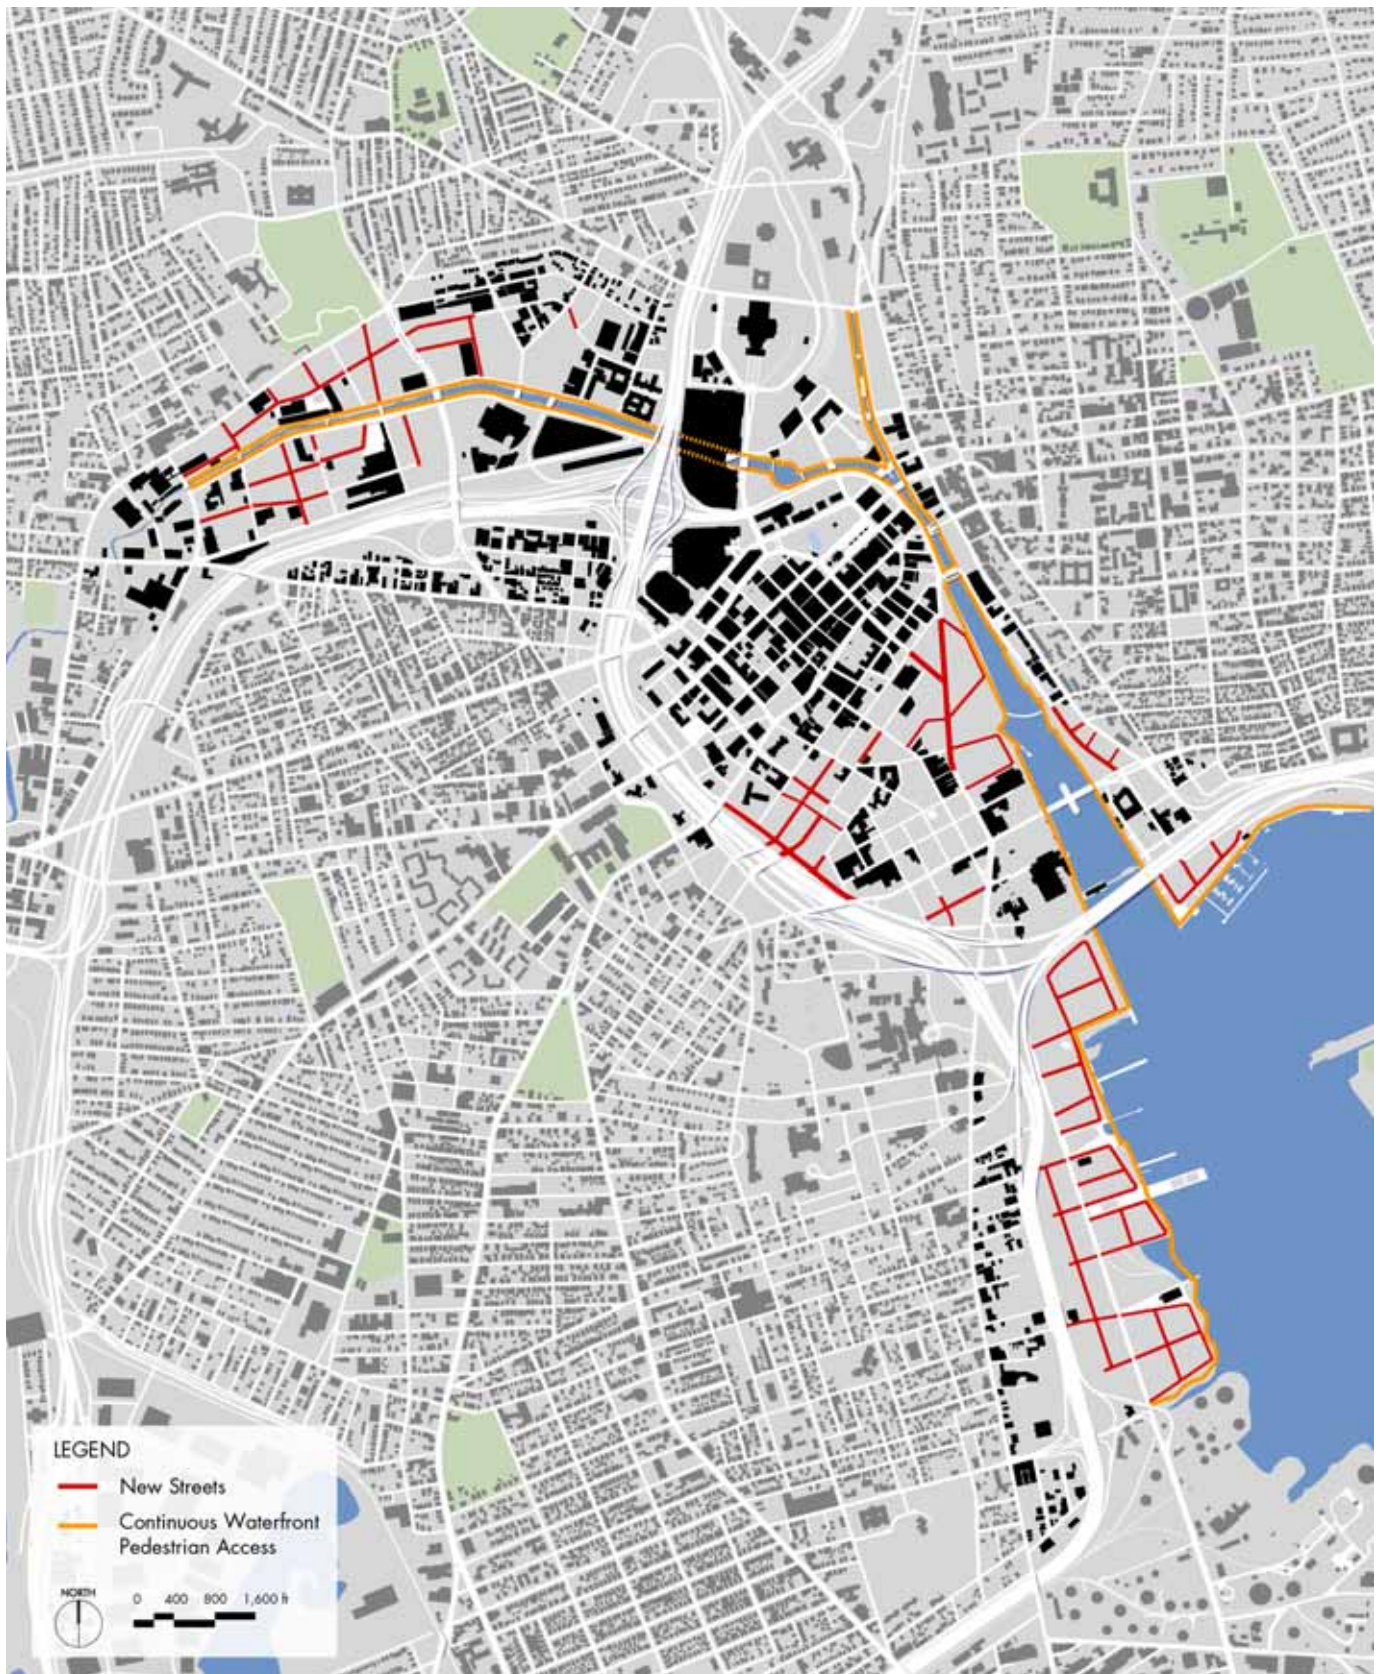 LEGEND
New Streets
Continuous Waterfront
Pedestrian Access
NORTH
0 400 800 1,600 ft